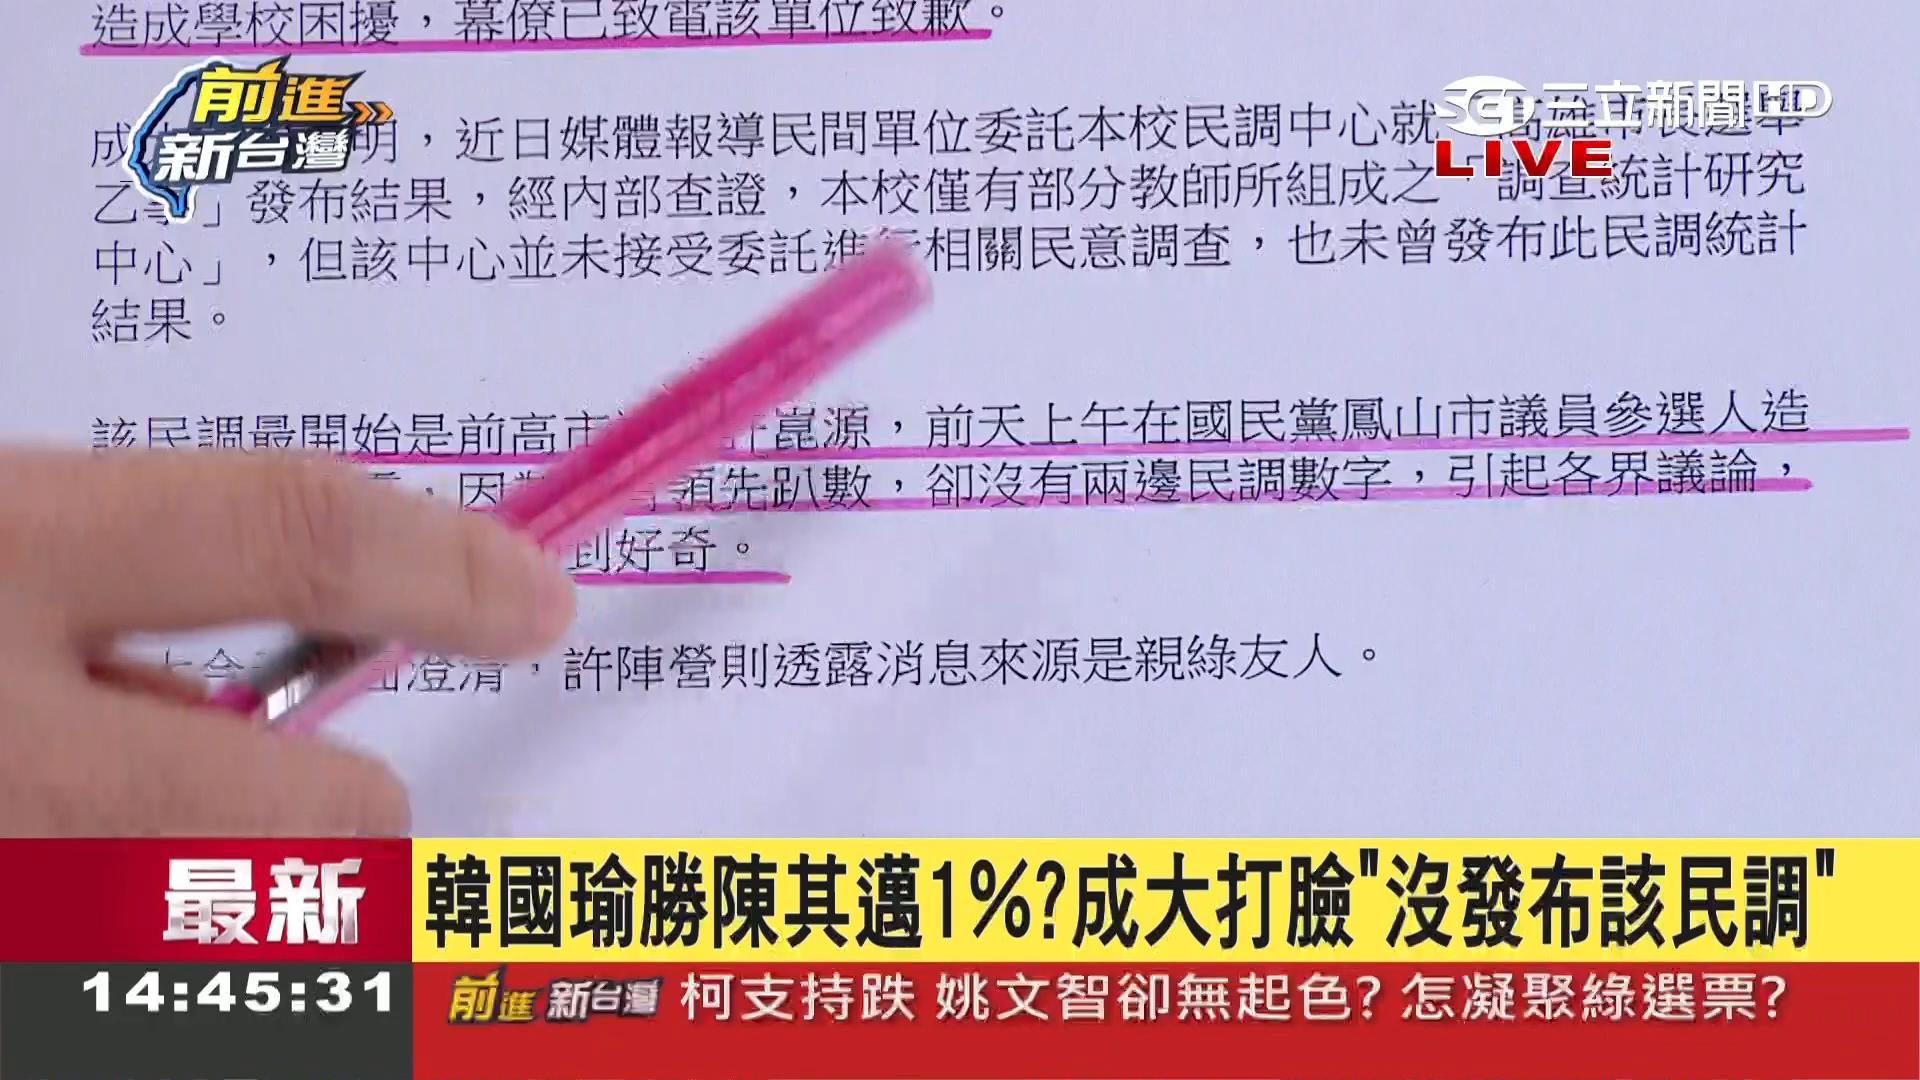 造成學校困擾，幕僚已致電該單位致歉。
前進
新台灣
三立新聞HD
LIVE
成 明，近日媒體報導民間單位委託本校民調中心就
乙事」發布結果，經內部查證，本校僅有部分教師所組成之「調查統計研究
中心」，但該中心並未接受委託進行相關民意調查，也未曾發布此民調統計
結果。
該民調最開始是前高市 崑源，前天上午在國民黨鳳山市議員參選人造
，因 領先趴數，卻沒有兩邊民調數字，引起各界議論，
到好奇。
澄清，許陣營則透露消息來源是親綠友人。
最新
韓國瑜勝陳其邁1%?成大打臉"沒發布該民調"
14:45:31
前進新台灣 柯支持跌 姚文智卻無起色? 怎凝聚綠選票?